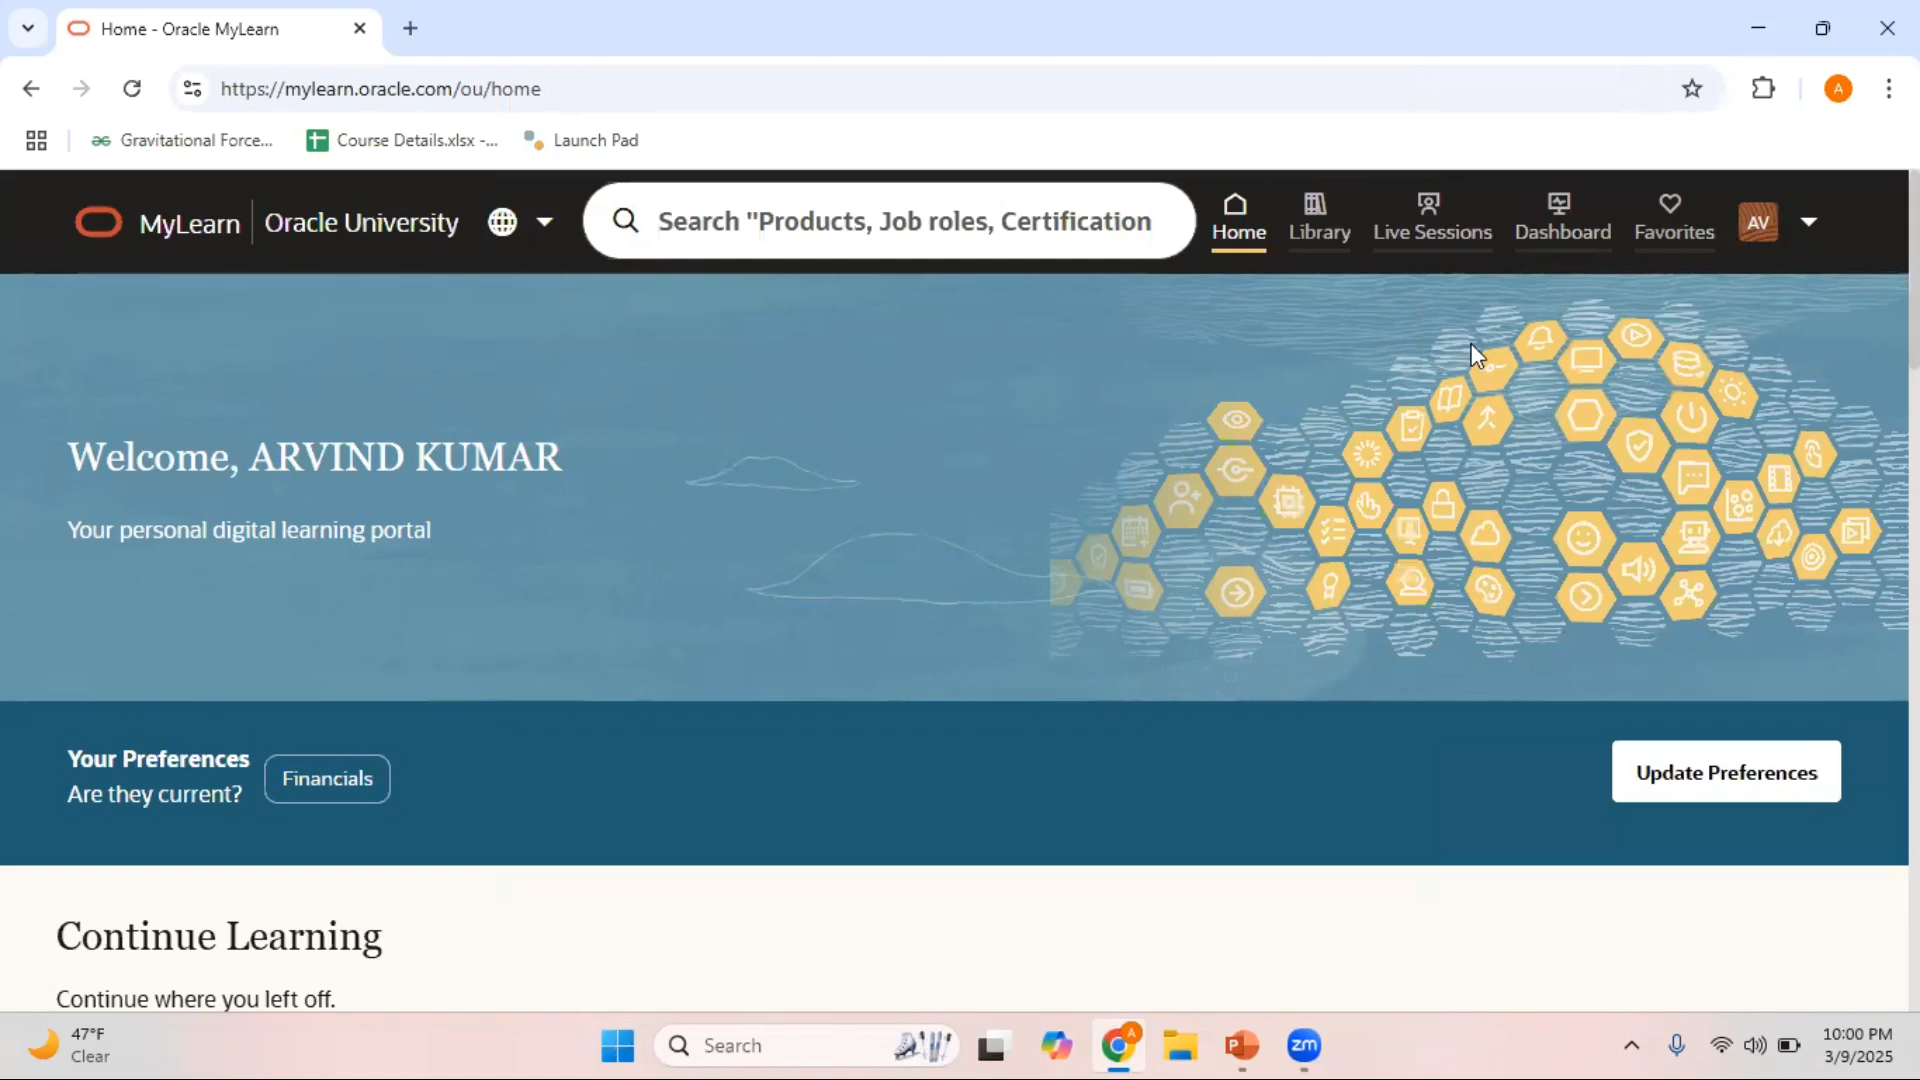 Home - Oracle MyLearn
https://mylearn.oracle.com/ou/home
A
Gravitational Force...
Course Details.xlsx -...
Launch Pad
MyLearn
Oracle University
Search "Products, Job roles, Certification
Home
Library
Live Sessions
Dashboard
Favorites
AV
Welcome, ARVIND KUMAR
Your personal digital learning portal
Your Preferences
Are they current?
Financials
Update Preferences
Continue Learning
Continue where you left off.
47°F
Clear
Search
A
zm
10:00 PM
3/9/2025